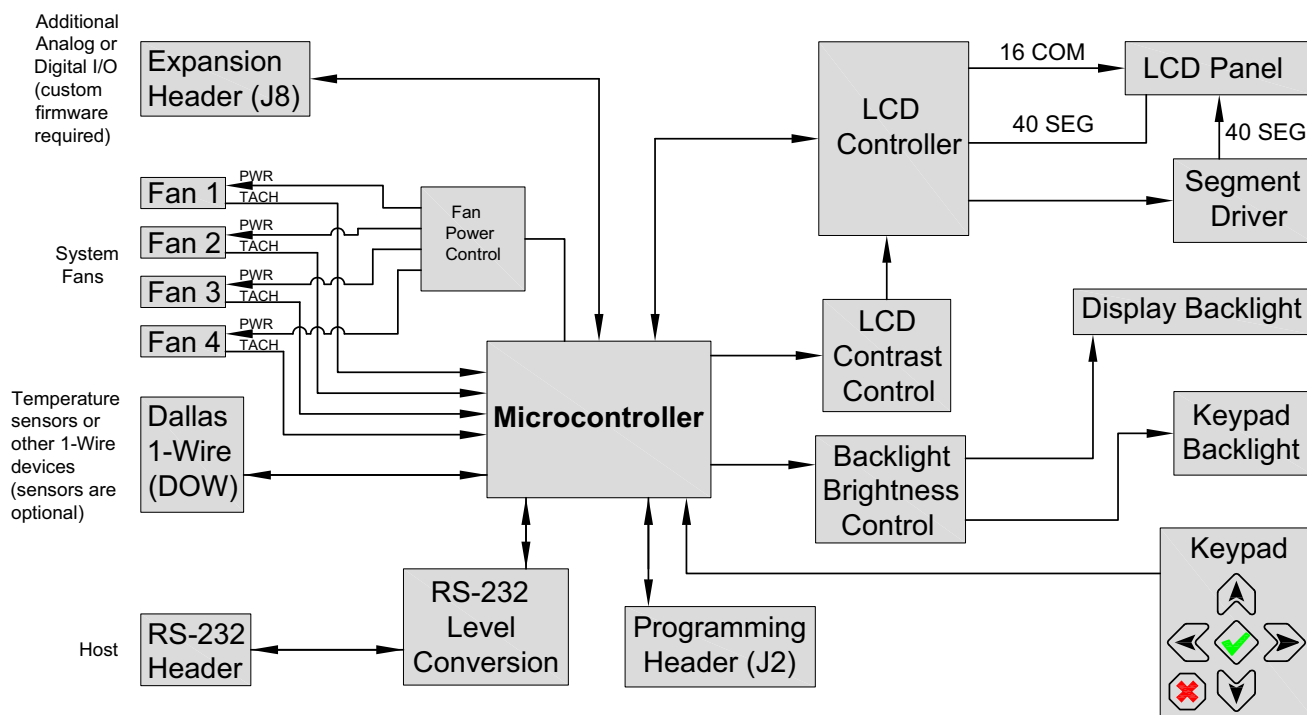 Additional
Analog or
Digital I/O
(custom
firmware
required)
Expansion
Header (J8)
LCD
Controller
16 COM
40 SEG
LCD Panel
40 SEG
Segment
Driver
System
Fans
Fan 1
PWR
TACH
Fan 2
PWR
TACH
Fan 3
PWR
TACH
Fan 4
PWR
TACH
Fan
Power
Control
LCD
Contrast
Control
Display Backlight
Keypad
Backlight
Microcontroller
Backlight
Brightness
Control
Temperature
sensors or
other 1-Wire
devices
(sensors are
optional)
Dallas
1-Wire
(DOW)
Host
RS-232
Header
RS-232
Level
Conversion
Programming
Header (J2)
Keypad